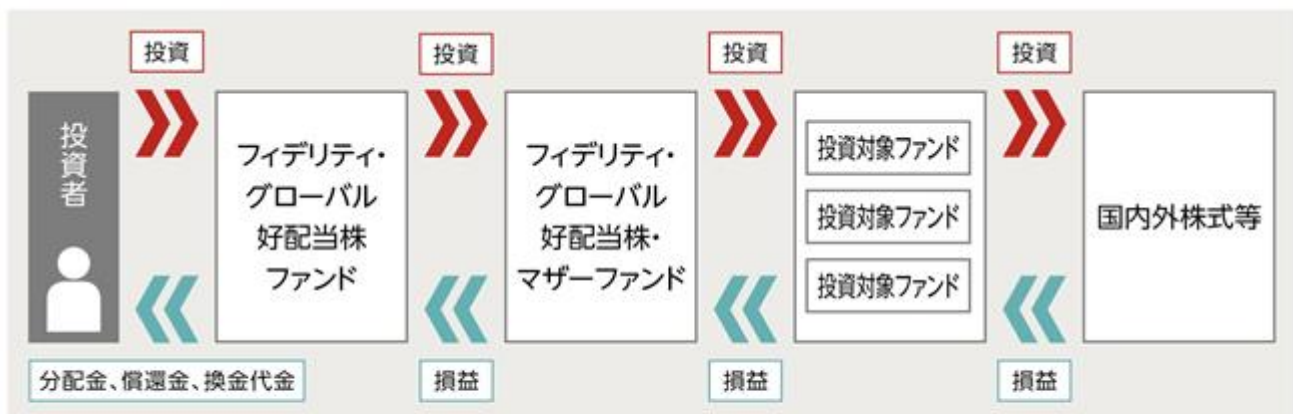 投資
投資
投資
投資
投資者
フィデリティ・
グローバル
好配当株
ファンド
フィデリティ・
グローバル
好配当株・
マザーファンド
投資対象ファンド
投資対象ファンド
投資対象ファンド
国内外株式等
分配金、償還金、換金代金
損益
損益
損益